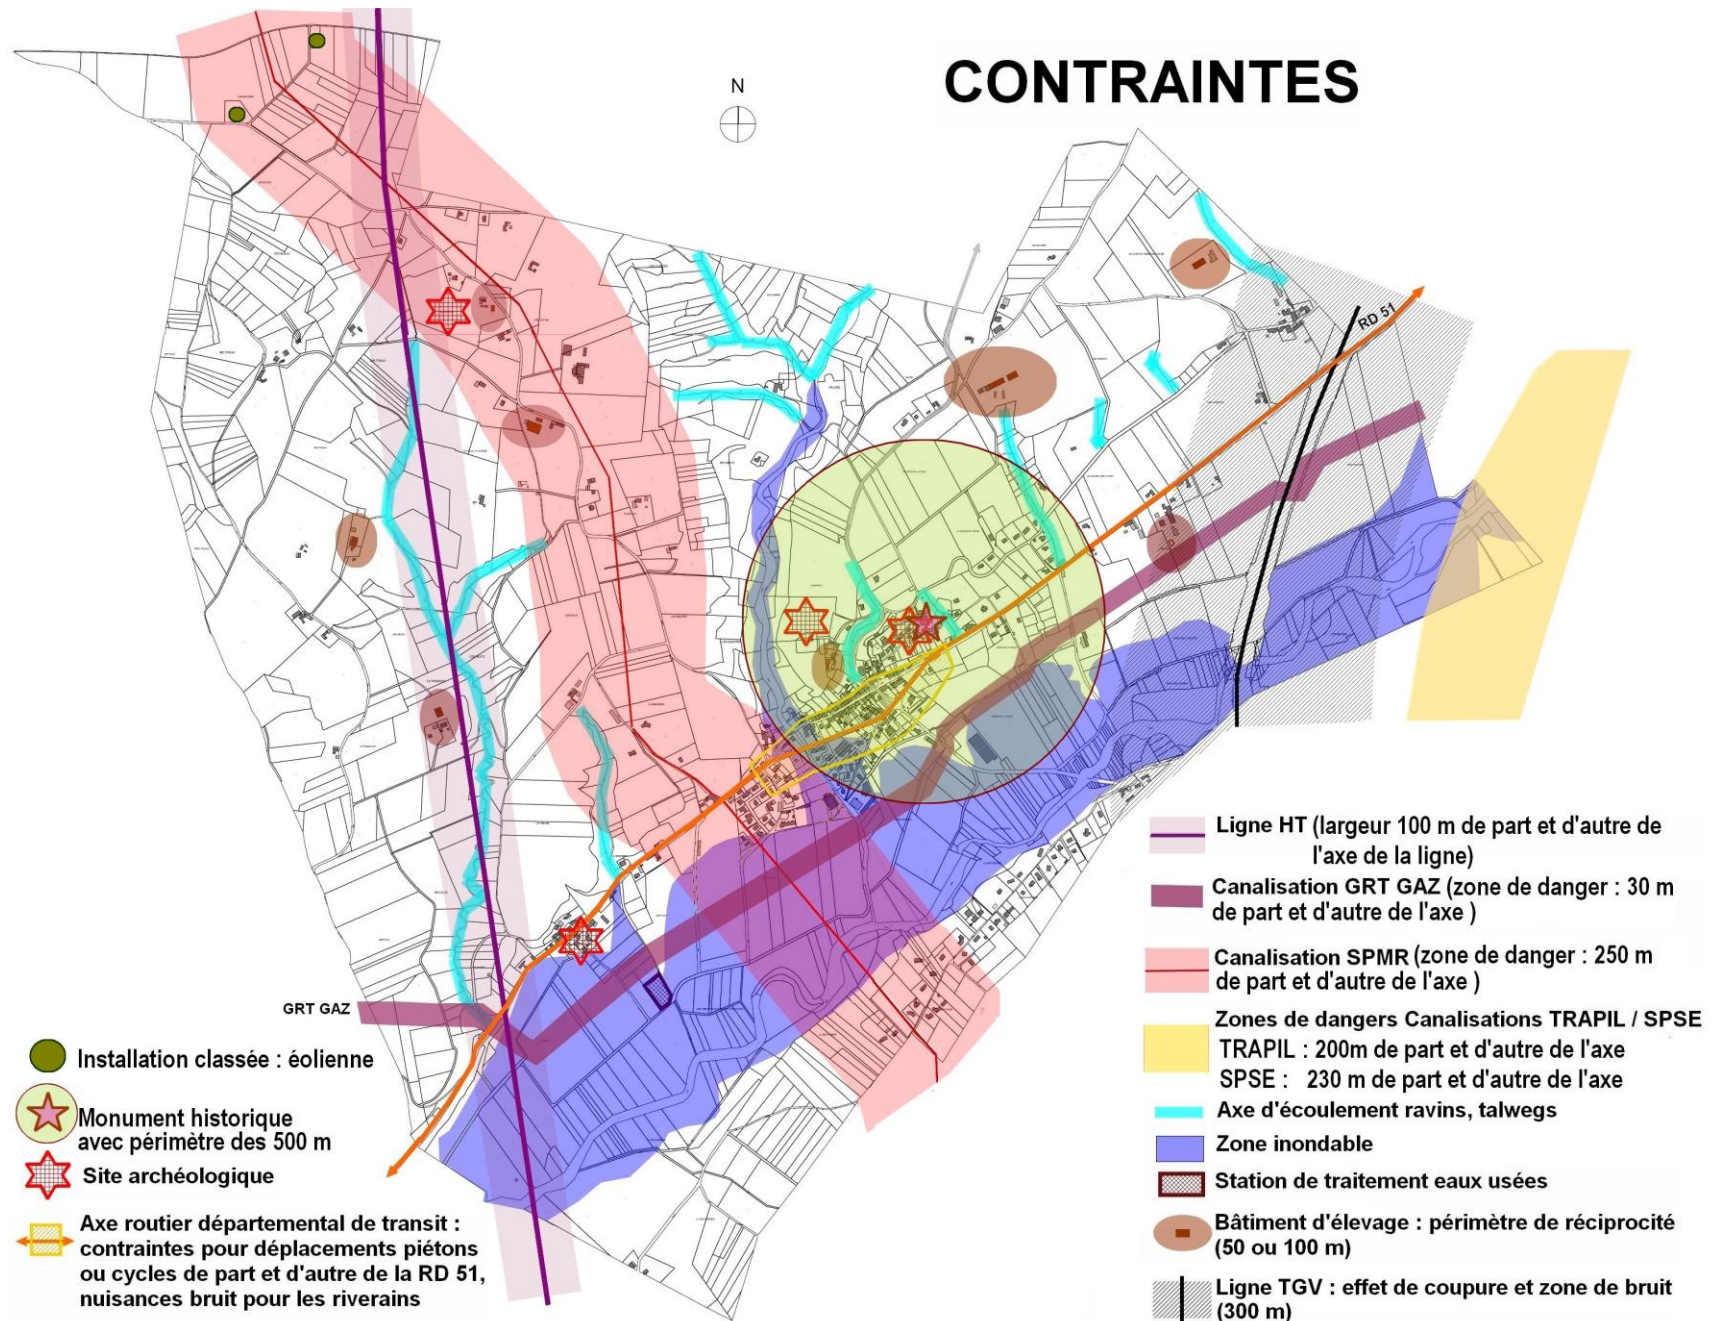 CONTRAINTES
N
RD 51
GRT GAZ
Installation classée : éolienne
Monument historique
avec périmètre des 500 m
Site archéologique
Axe routier départemental de transit :
contraintes pour déplacements piétons
ou cycles de part et d'autre de la RD 51,
nuisances bruit pour les riverains
Ligne HT (largeur 100 m de part et d'autre de
l'axe de la ligne)
Canalisation GRT GAZ (zone de danger : 30 m
de part et d'autre de l'axe )
Canalisation SPMR (zone de danger : 250 m
de part et d'autre de l'axe )
Zones de dangers Canalisations TRAPIL / SPSE
TRAPIL : 200m de part et d'autre de l'axe
SPSE : 230 m de part et d'autre de l'axe
Axe d'écoulement ravins, talwegs
Zone inondable
Station de traitement eaux usées
Bâtiment d'élevage : périmètre de réciprocité
(50 ou 100 m)
Ligne TGV : effet de coupure et zone de bruit
(300 m)